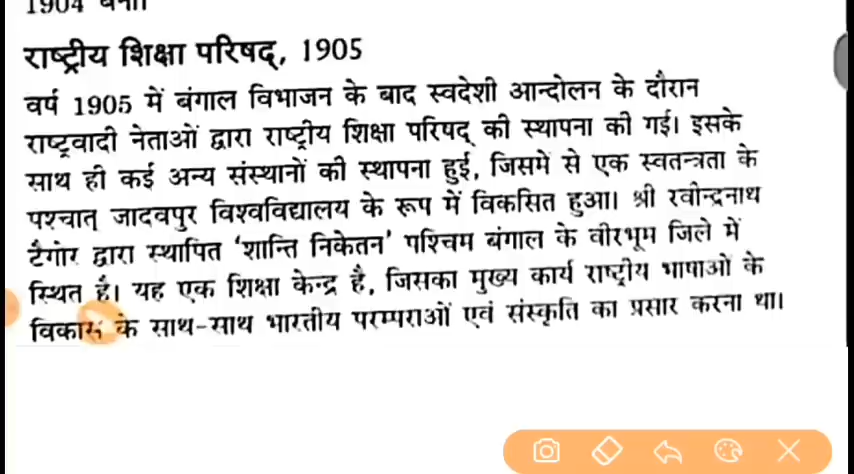 1904 बना।
राष्ट्रीय शिक्षा परिषद्, 1905
वर्ष 1905 में बंगाल विभाजन के बाद स्वदेशी आन्दोलन के दौरान
राष्ट्रवादी नेताओं द्वारा राष्ट्रीय शिक्षा परिषद् की स्थापना की गई। इसके
साथ ही कई अन्य संस्थानों की स्थापना हुई, जिसमें से एक स्वतन्त्रता के
पश्चात् जादवपुर विश्वविद्यालय के रूप में विकसित हुआ। श्री रवीन्द्रनाथ
टैगोर द्वारा स्थापित ‘शान्ति निकेतन’ पश्चिम बंगाल के वीरभूम जिले में
स्थित है। यह एक शिक्षा केन्द्र है, जिसका मुख्य कार्य राष्ट्रीय भाषाओं के
विकास के साथ-साथ भारतीय परम्पराओं एवं संस्कृति का प्रसार करना था।